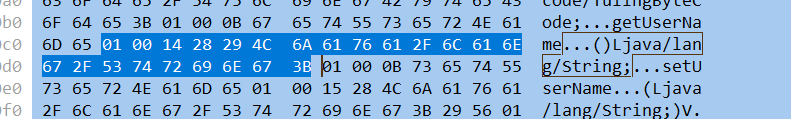 0a0 63 6F 64 65 2F 54 75 6C 69 6E 67 42 79 74 65 43 code/TulingByteC
0b0 6F 64 65 3B 01 00 0B 67 65 74 55 73 65 72 4E 61 ode;...getUserNa
0c0 6D 65 01 00 14 28 29 4C 6A 61 76 61 2F 6C 61 6E me...()Ljava/lan
0d0 67 2F 53 74 72 69 6E 67 3B 01 00 0B 73 65 74 55 g/String;...setU
0e0 73 65 72 4E 61 6D 65 01 00 15 28 4C 6A 61 76 61 serName...(Ljava
0f0 2F 6C 61 6E 67 2F 53 74 72 69 6E 67 3B 29 56 01 /lang/String;)V.